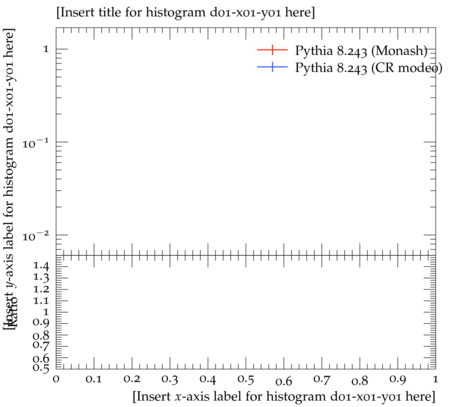 [Insert title for histogram d01-x01-y01 here]
[Insert y-axis label for histogram d01-x01-y01 here]
1
10−1
10−2
Pythia 8.243 (Monash)
Pythia 8.243 (CR mode0)
Ratio
1.4
1.3
1.2
1.1
1
0.9
0.8
0.7
0.6
0.5
0 0.1 0.2 0.3 0.4 0.5 0.6 0.7 0.8 0.9 1
[Insert x-axis label for histogram d01-x01-y01 here]